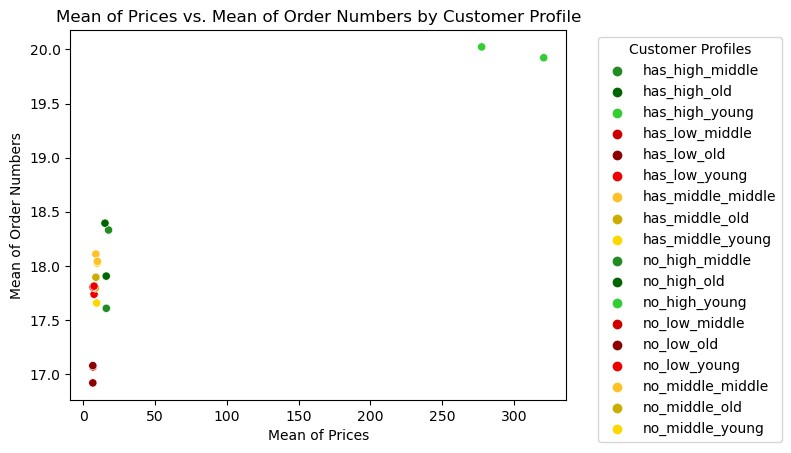 Mean of Prices vs. Mean of Order Numbers by Customer Profile
20.0
19.5
19.0
18.5
18.0
17.5
17.0
Mean of Order Numbers
0
50
100
150
200
250
300
Mean of Prices
Customer Profiles
has_high_middle
has_high_old
has_high_young
has_low_middle
has_low_old
has_low_young
has_middle_middle
has_middle_old
has_middle_young
no_high_middle
no_high_old
no_high_young
no_low_middle
no_low_old
no_low_young
no_middle_middle
no_middle_old
no_middle_young